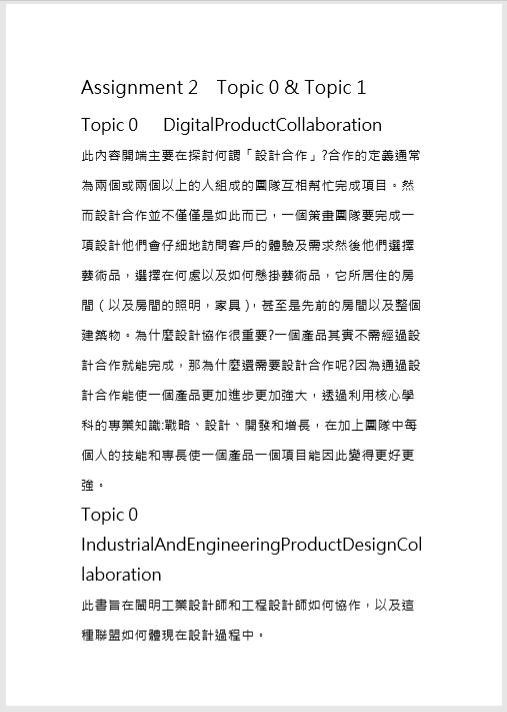 Assignment 2 Topic 0 & Topic 1
Topic 0 DigitalProductCollaboration
此內容開端主要在探討何謂「設計合作」?合作的定義通常
為兩個或兩個以上的人組成的團隊互相幫忙完成項目。然
而設計合作並不僅僅是如此而已，一個策畫團隊要完成一
項設計他們會仔細地訪問客戶的體驗及需求然後他們選擇
藝術品，選擇在何處以及如何懸掛藝術品，它所居住的房
間（以及房間的照明，家具），甚至是先前的房間以及整個
建築物。為什麼設計協作很重要?一個產品其實不需經過設
計合作就能完成，那為什麼還需要設計合作呢?因為通過設
計合作能使一個產品更加進步更加強大，透過利用核心學
科的專業知識:戰略、設計、開發和增長，在加上團隊中每
個人的技能和專長使一個產品一個項目能因此變得更好更
強。
Topic 0
IndustrialAndEngineeringProductDesignCol
laboration
此書旨在闡明工業設計師和工程設計師如何協作，以及這
種聯盟如何體現在設計過程中。